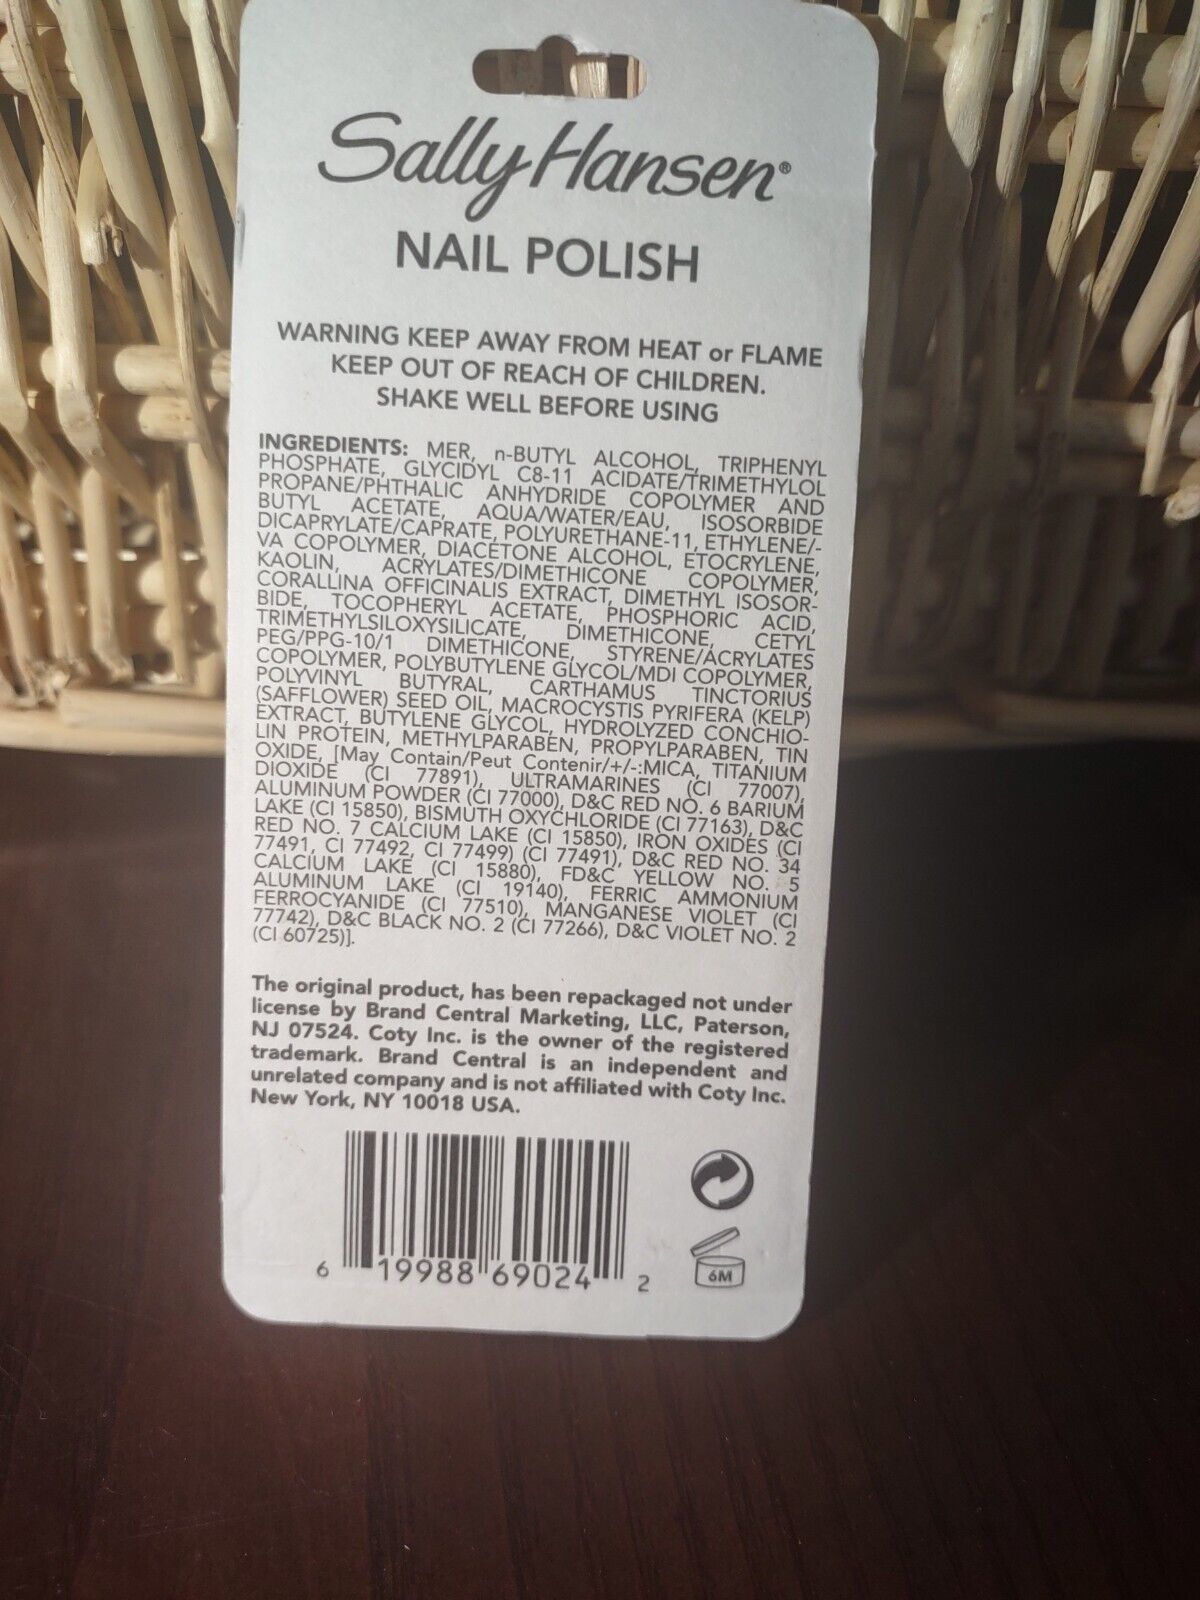 Sally Hansen®
NAIL POLISH
WARNING KEEP AWAY FROM HEAT or FLAME
KEEP OUT OF REACH OF CHILDREN.
SHAKE WELL BEFORE USING
INGREDIENTS: MER, n-BUTYL ALCOHOL, TRIPHENYL
PHOSPHATE, GLYCIDYL C8-11 ACIDATE/TRIMETHYLOL
PROPANE/PHTHALIC ANHYDRIDE COPOLYMER AND
BUTYL ACETATE, AQUA/WATER/EAU, ISOSORBIDE
DICAPRYLATE/CAPRATE, POLYURETHANE-11, ETHYLENE/-
VA COPOLYMER, DIACETONE ALCOHOL, ETOCRYLENE,
KAOLIN, ACRYLATES/DIMETHICONE COPOLYMER,
CORALLINA OFFICINALIS EXTRACT, DIMETHYL ISOSOR-
BIDE, TOCOPHERYL ACETATE, PHOSPHORIC ACID,
TRIMETHYLSILOXYSILICATE, DIMETHICONE, CETYL
PEG/PPG-10/1 DIMETHICONE, STYRENE/ACRYLATES
COPOLYMER, POLYBUTYLENE GLYCOL/MDI COPOLYMER,
POLYVINYL BUTYRAL, CARTHAMUS TINCTORIUS
(SAFFLOWER) SEED OIL, MACROCYSTIS PYRIFERA (KELP)
EXTRACT, BUTYLENE GLYCOL, HYDROLYZED CONCHIO-
LIN PROTEIN, METHYLPARABEN, PROPYLPARABEN, TIN
OXIDE, [May Contain/Peut Contenir/+/-:MICA, TITANIUM
DIOXIDE (CI 77891), ULTRAMARINES (CI 77007),
ALUMINUM POWDER (CI 77000), D&C RED NO. 6 BARIUM
LAKE (CI 15850), BISMUTH OXYCHLORIDE (CI 77163), D&C
RED NO. 7 CALCIUM LAKE (CI 15850), IRON OXIDES (CI
77491, CI 77492, CI 77499) (CI 77491), D&C RED NO. 34
CALCIUM LAKE (CI 15880), FD&C YELLOW NO. 5
ALUMINUM LAKE (CI 19140), FERRIC AMMONIUM
FERROCYANIDE (CI 77510), MANGANESE VIOLET (CI
77742), D&C BLACK NO. 2 (CI 77266), D&C VIOLET NO. 2
(CI 60725)].
The original product, has been repackaged not under
license by Brand Central Marketing, LLC, Paterson,
NJ 07524. Coty Inc. is the owner of the registered
trademark. Brand Central is an independent and
unrelated company and is not affiliated with Coty Inc.
New York, NY 10018 USA.
6 19988 69024 2
6M